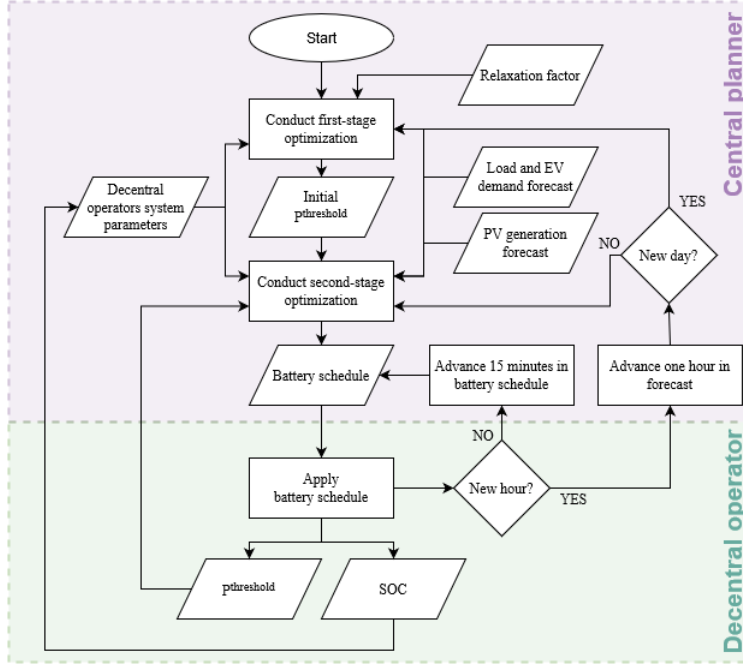 Start
Central planner
Relaxation factor
Conduct first-stage
optimization
Load and EV
demand forecast
Decentral
operators system
parameters
Initial
pthreshold
YES
PV generation
forecast
NO
New day?
Conduct second-stage
optimization
Battery schedule
Advance 15 minutes in
battery schedule
Advance one hour in
forecast
Decentral operator
NO
Apply
battery schedule
New hour?
YES
pthreshold
SOC